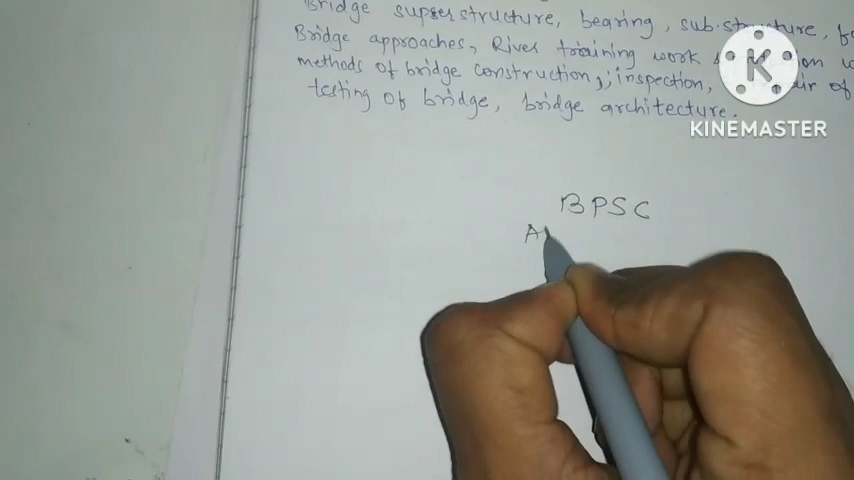 Bridge superstructure, bearing, sub-structure,
Bridge approaches, River training work
methods of bridge construction, inspection, of
testing of bridge, bridge architecture.
K
KINEMASTER
BPSC
A